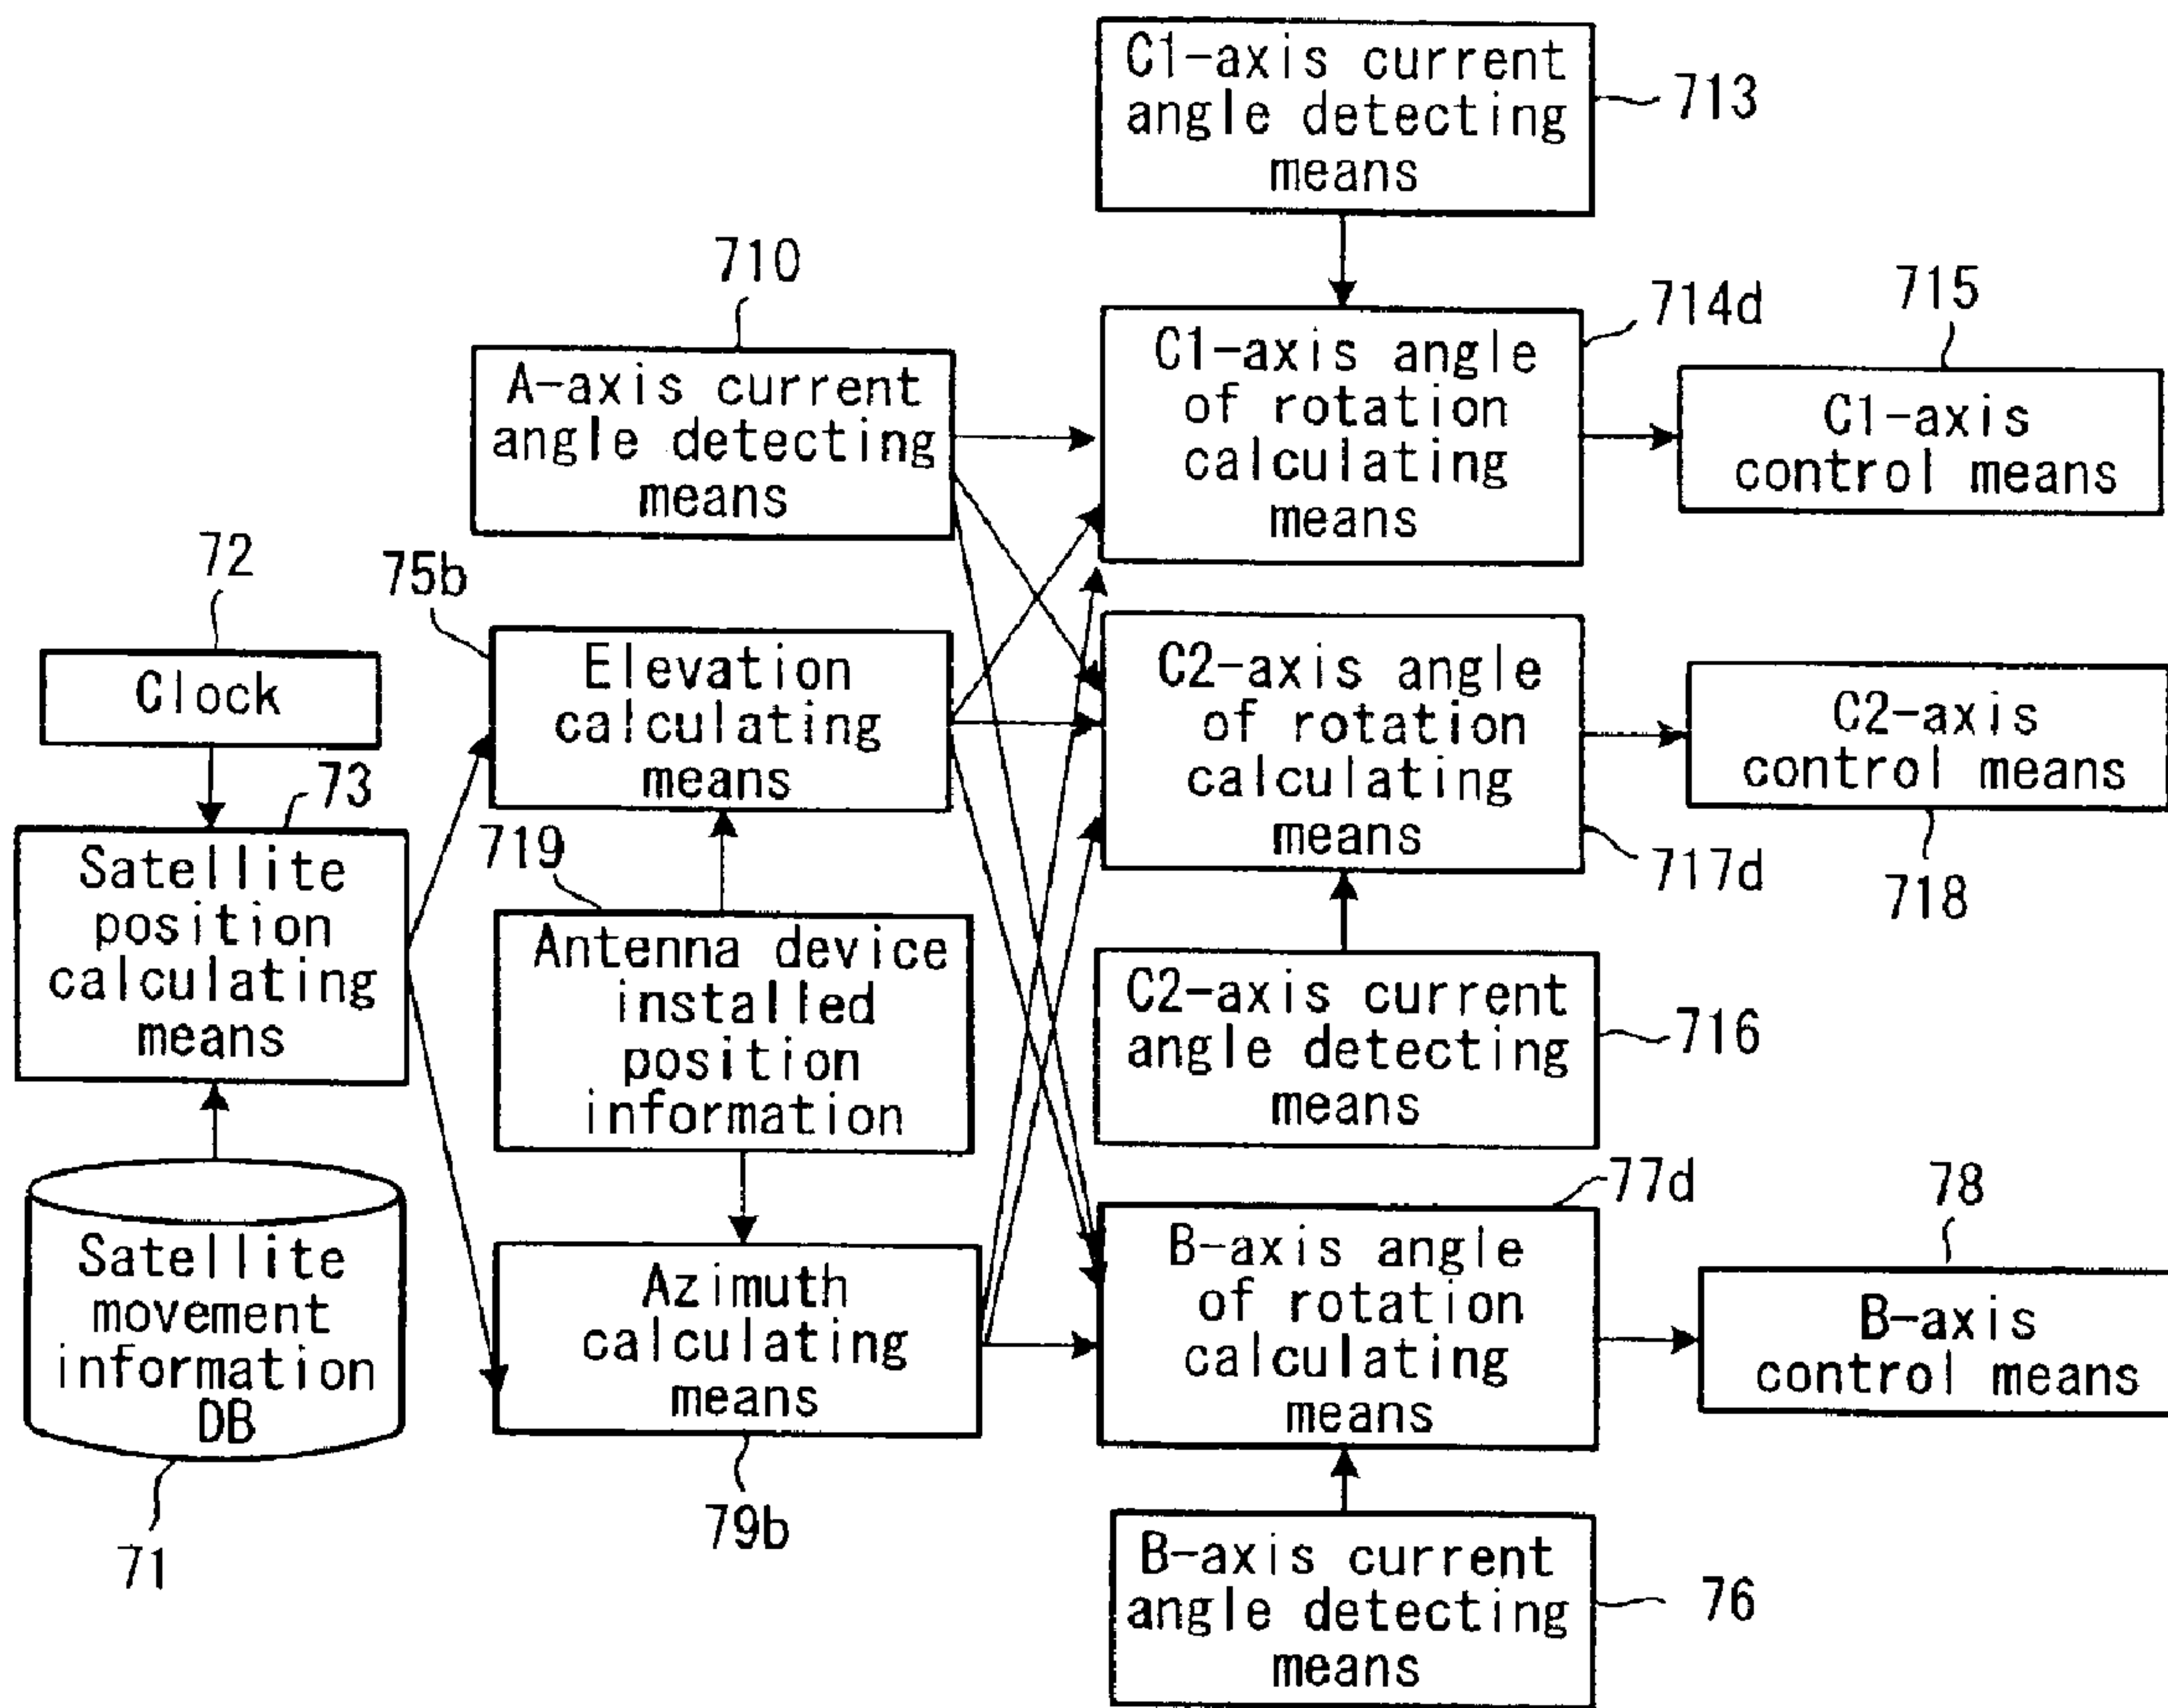 C1-axis current
angle detecting
means
713
710
A-axis current
angle detecting
means
714d
C1-axis angle
of rotation
calculating
means
715
C1-axis
control means
72
Clock
75b
Elevation
calculating
means
C2-axis angle
of rotation
calculating
means
717d
C2-axis
control means
718
73
Satellite
position
calculating
means
719
Antenna device
installed
position
information
C2-axis current
angle detecting
means
716
Satellite
movement
information
DB
71
Azimuth
calculating
means
79b
77d
B-axis angle
of rotation
calculating
means
78
B-axis
control means
B-axis current
angle detecting
means
76